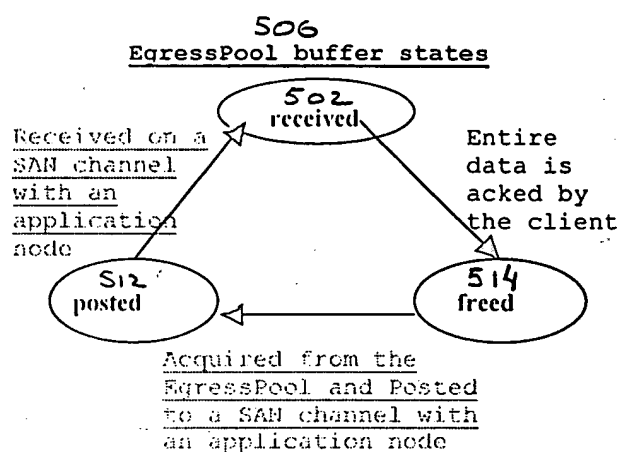 506
EgressPool buffer states
502
received
Received on a
SAN channel
with an
application
node
Entire
data is
acked by
the client
512
posted
514
freed
Acquired from the
EgressPool and Posted
to a SAN channel with
an application node